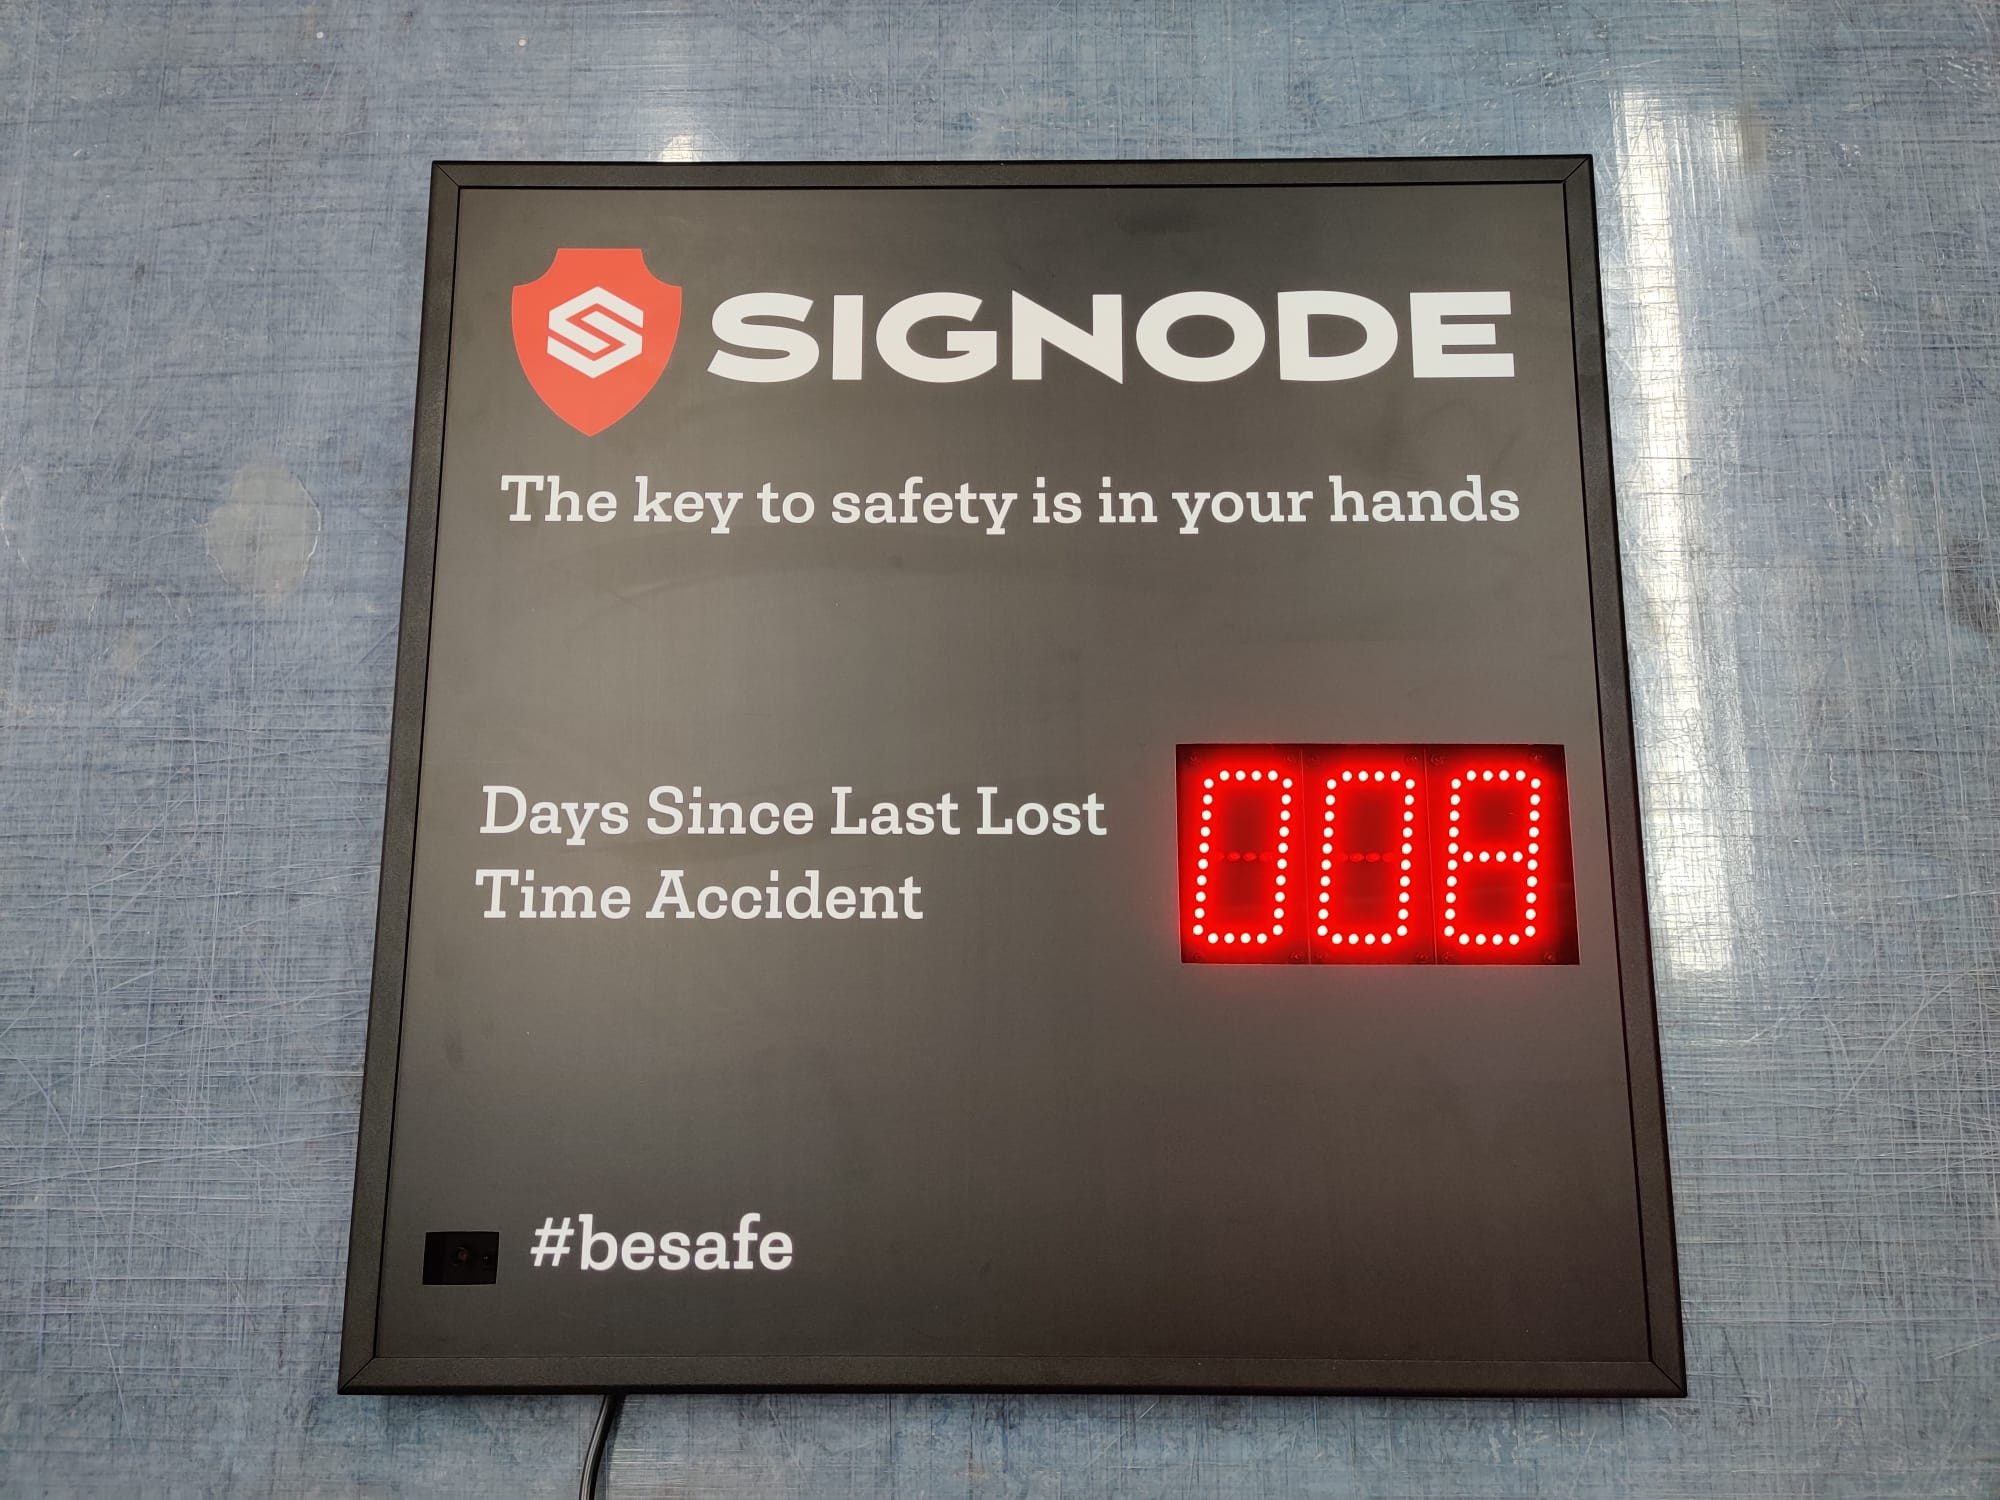 SIGNODE
The key to safety is in your hands
Days Since Last Lost
Time Accident
008
#besafe